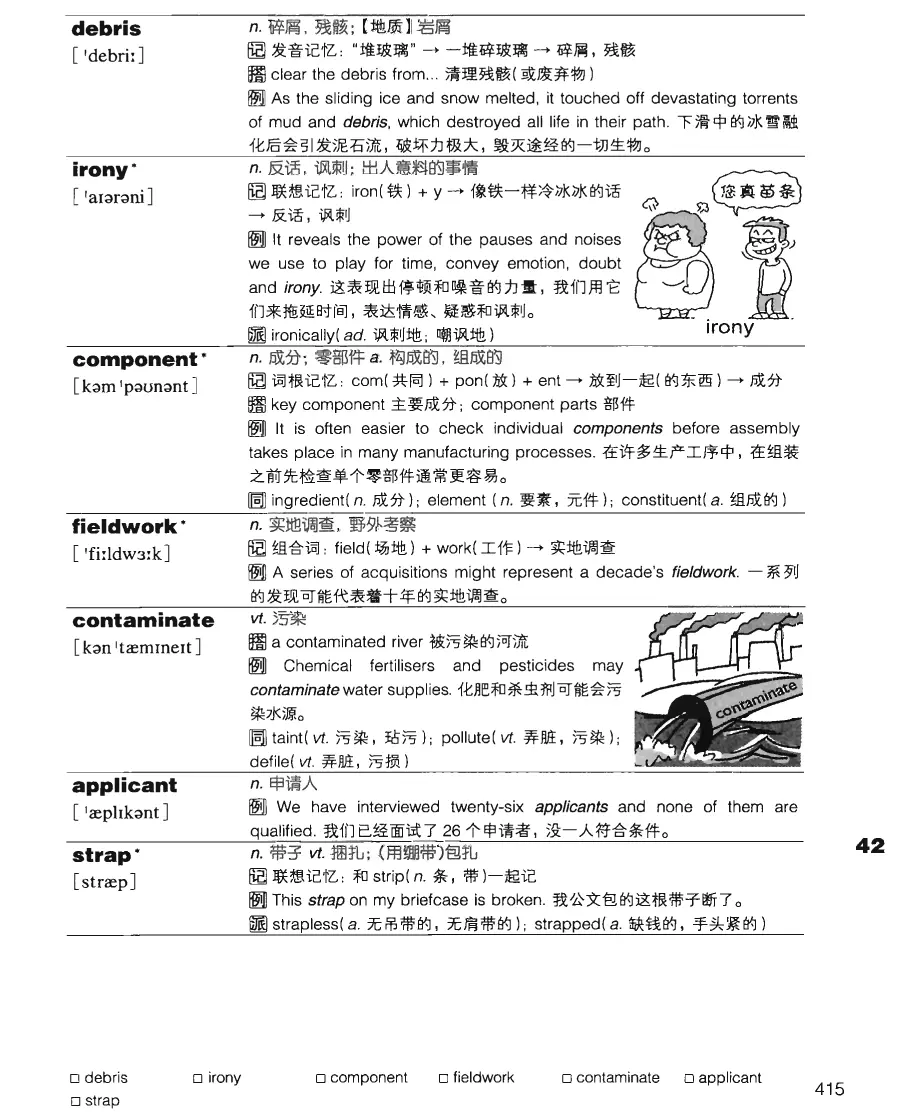 debris
[ˈdebriː]
n. 碎屑, 残骸;【地质】岩屑
记 发音记忆: “堆玻璃” → 一堆碎玻璃 → 碎屑, 残骸
搭 clear the debris from... 清理残骸(或废弃物)
例 As the sliding ice and snow melted, it touched off devastating torrents
of mud and debris, which destroyed all life in their path. 下滑中的冰雪融
化后会引发泥石流, 破坏力极大, 毁灭途经的一切生物。
irony*
[ˈaɪərəni]
n. 反话, 讽刺; 出人意料的事情
记 联想记忆: iron(铁) + y → 像铁一样冷冰冰的话
→ 反话, 讽刺
例 It reveals the power of the pauses and noises
we use to play for time, convey emotion, doubt
and irony. 这表现出停顿和噪音的力量, 我们用它
们来拖延时间, 表达情感、疑惑和讽刺。
派 ironically(ad. 讽刺地; 嘲讽地)
您真苗条
irony
component*
[kəmˈpəʊnənt]
n. 成分; 零部件 a. 构成的, 组成的
记 词根记忆: com(共同) + pon(放) + ent → 放到一起(的东西) → 成分
搭 key component 主要成分; component parts 部件
例 It is often easier to check individual components before assembly
takes place in many manufacturing processes. 在许多生产工序中, 在组装
之前先检查单个零部件通常更容易。
同 ingredient(n. 成分); element (n. 要素, 元件); constituent(a. 组成的)
fieldwork*
[ˈfiːldwɜːk]
n. 实地调查, 野外考察
记 组合词: field(场地) + work(工作) → 实地调查
例 A series of acquisitions might represent a decade's fieldwork. 一系列
的发现可能代表着十年的实地调查。
contaminate
[kənˈtæmɪneɪt]
vt. 污染
搭 a contaminated river 被污染的河流
例 Chemical fertilisers and pesticides may
contaminate water supplies. 化肥和杀虫剂可能会污
染水源。
同 taint(vt. 污染, 玷污); pollute(vt. 弄脏, 污染);
defile(vt. 弄脏, 污损)
contaminate
applicant
[ˈæplɪkənt]
n. 申请人
例 We have interviewed twenty-six applicants and none of them are
qualified. 我们已经面试了 26 个申请者, 没一人符合条件。
strap*
[stræp]
n. 带子 vt. 捆扎; (用绷带)包扎
记 联想记忆: 和 strip(n. 条, 带)一起记
例 This strap on my briefcase is broken. 我公文包的这根带子断了。
派 strapless(a. 无吊带的, 无肩带的); strapped(a. 缺钱的, 手头紧的)
42
□ debris □ irony □ component □ fieldwork □ contaminate □ applicant
□ strap
415